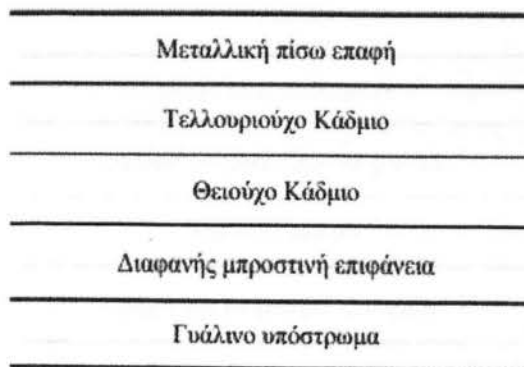 Μεταλλική πίσω επαφή
Τελλουριούχο Κάδμιο
Θειούχο Κάδμιο
Διαφανής μπροστινή επιφάνεια
Γυάλινο υπόστρωμα